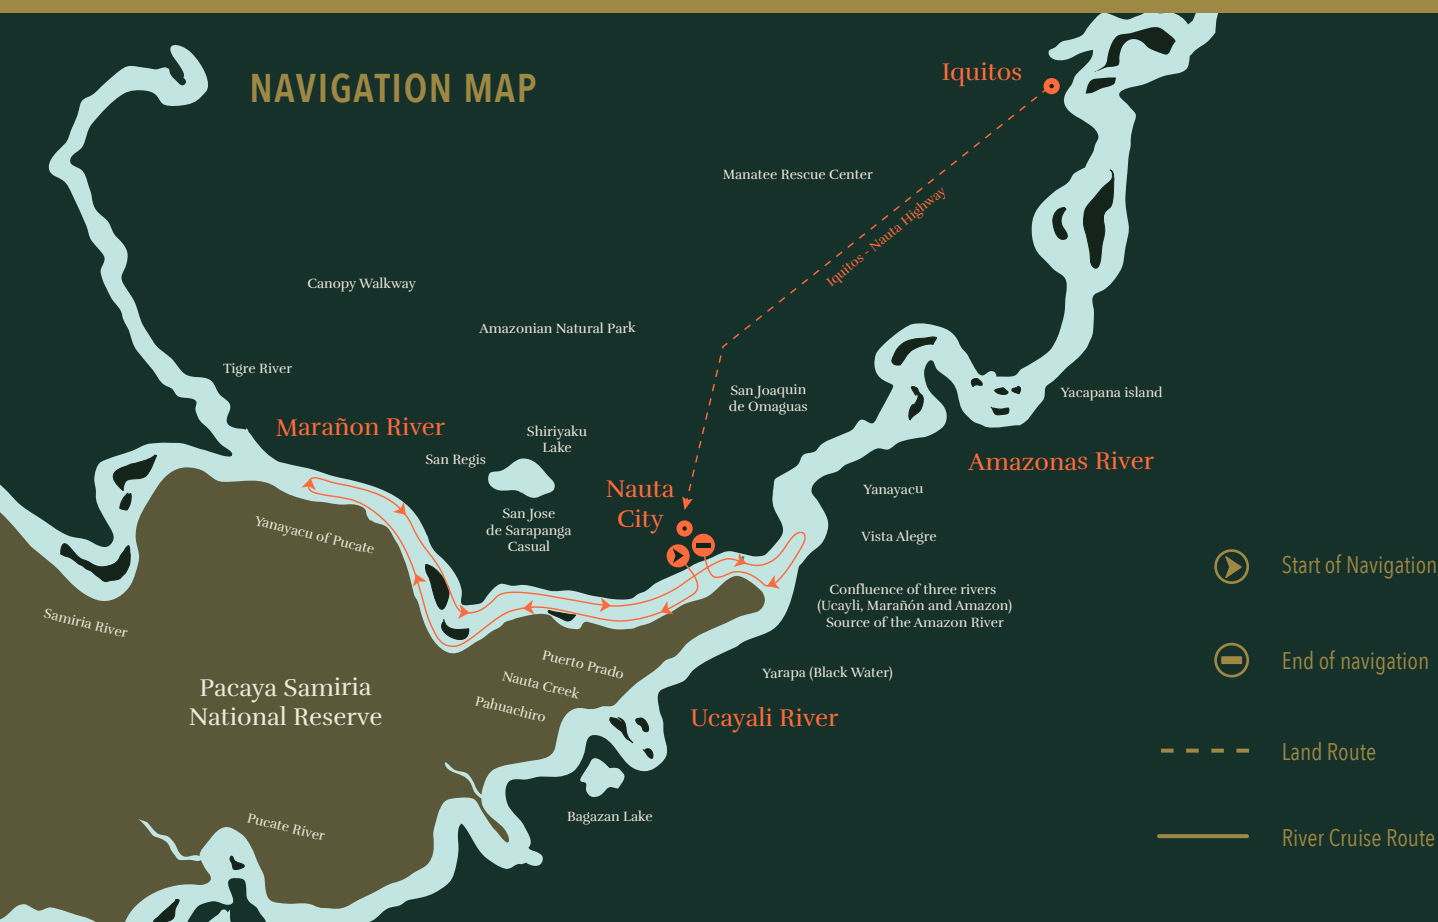 NAVIGATION MAP
Iquitos
Manatee Rescue Center
Iquitos - Nauta Highway
Canopy Walkway
Amazonian Natural Park
Tigre River
San Joaquin
de Omaguas
Yacapana island
Marañon River
Shiriyaku
Lake
San Regis
Amazonas River
Nauta
City
Yanayacu
San Jose
de Sarapanga
Casual
Yanayacu of Pucate
Vista Alegre
Start of Navigation
Confluence of three rivers
(Ucayli, Marañón and Amazon)
Source of the Amazon River
Samiria River
Puerto Prado
End of navigation
Yarapa (Black Water)
Nauta Creek
Pacaya Samiria
National Reserve
Pahuachiro
Ucayali River
Land Route
Bagazan Lake
Pucate River
River Cruise Route